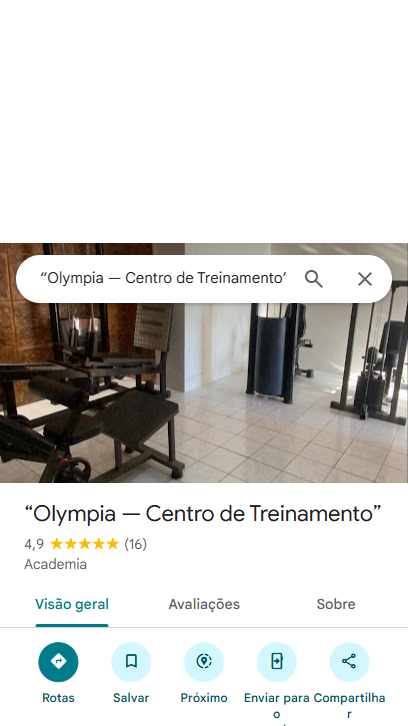 “Olympia — Centro de Treinamento”
“Olympia — Centro de Treinamento”
4,9 (16)
Academia
Visão geral Avaliações Sobre
Rotas Salvar Próximo Enviar para o Compartilhar